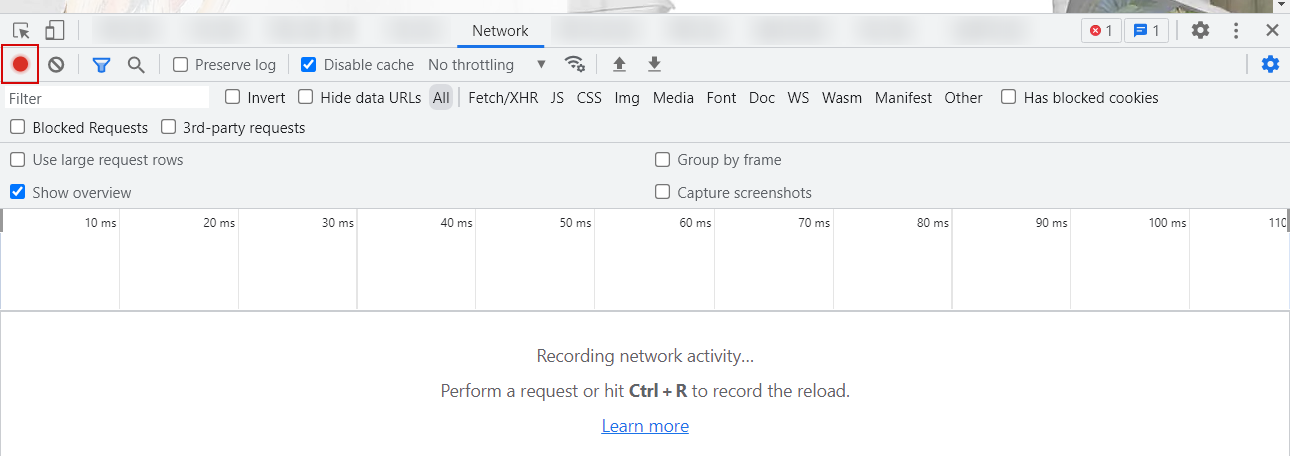 Network 1 1
Preserve log Disable cache No throttling
Filter Invert Hide data URLs All Fetch/XHR JS CSS Img Media Font Doc WS Wasm Manifest Other Has blocked cookies
Blocked Requests 3rd-party requests
Use large request rows Group by frame
Show overview Capture screenshots
10 ms 20 ms 30 ms 40 ms 50 ms 60 ms 70 ms 80 ms 90 ms 100 ms 110
Recording network activity…
Perform a request or hit Ctrl + R to record the reload.
Learn more